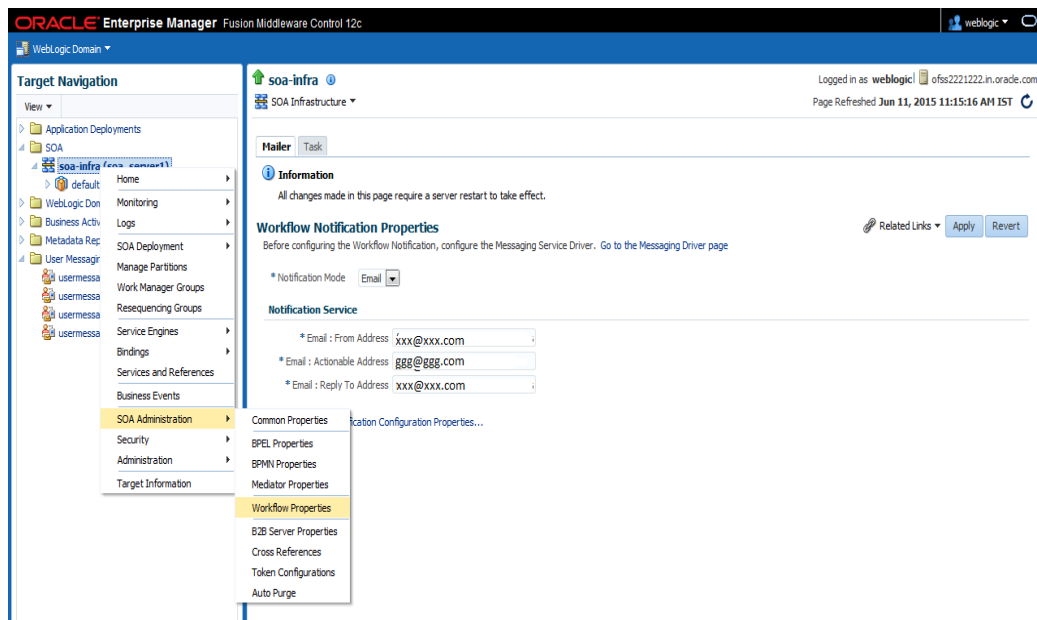 ORACLE Enterprise Manager Fusion Middleware Control 12c
weblogic
WebLogic Domain
Target Navigation
View
Application Deployments
SOA
soa-infra (soa_server1)
default
WebLogic Dom
Business Activ
Metadata Rep
User Messagin
usermessa
usermessa
usermessa
usermessa
Home
Monitoring
Logs
SOA Deployment
Manage Partitions
Work Manager Groups
Resequencing Groups
Service Engines
Bindings
Services and References
Business Events
SOA Administration
Security
Administration
Target Information
Common Properties
BPEL Properties
BPMN Properties
Mediator Properties
Workflow Properties
B2B Server Properties
Cross References
Token Configurations
Auto Purge
soa-infra
SOA Infrastructure
Logged in as weblogic ofss2221222.in.oracle.com
Page Refreshed Jun 11, 2015 11:15:16 AM IST
Mailer Task
Information
All changes made in this page require a server restart to take effect.
Workflow Notification Properties
Related Links Apply Revert
Before configuring the Workflow Notification, configure the Messaging Service Driver. Go to the Messaging Driver page
* Notification Mode Email
Notification Service
* Email : From Address xxx@xxx.com
* Email : Actionable Address ggg@ggg.com
* Email : Reply To Address xxx@xxx.com
fication Configuration Properties...